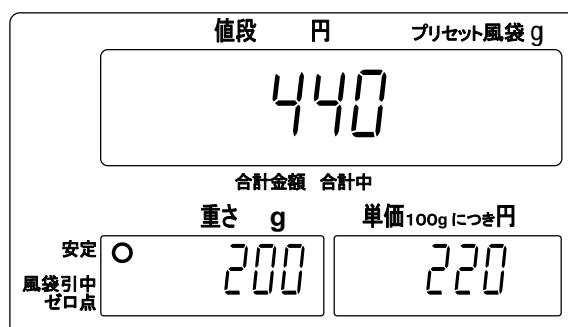 値段 円 プリセット風袋 g
440
合計金額 合計中
重さ g 単価100gにつき円
安定 200 220
風袋引中
ゼロ点